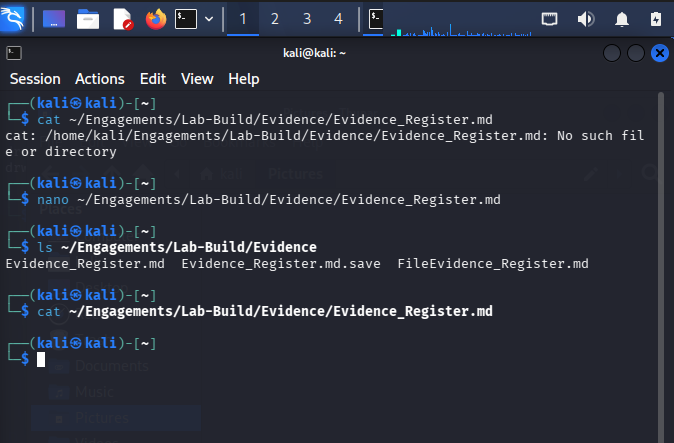 1 2 3 4
kali@kali: ~
Session Actions Edit View Help
┌──(kali㉿kali)-[~]
└─$ cat ~/Engagements/Lab-Build/Evidence/Evidence_Register.md
cat: /home/kali/Engagements/Lab-Build/Evidence/Evidence_Register.md: No such fil
e or directory
┌──(kali㉿kali)-[~]
└─$ nano ~/Engagements/Lab-Build/Evidence/Evidence_Register.md
┌──(kali㉿kali)-[~]
└─$ ls ~/Engagements/Lab-Build/Evidence
Evidence_Register.md  Evidence_Register.md.save  FileEvidence_Register.md
┌──(kali㉿kali)-[~]
└─$ cat ~/Engagements/Lab-Build/Evidence/Evidence_Register.md
┌──(kali㉿kali)-[~]
└─$
Documents
Music
Pictures